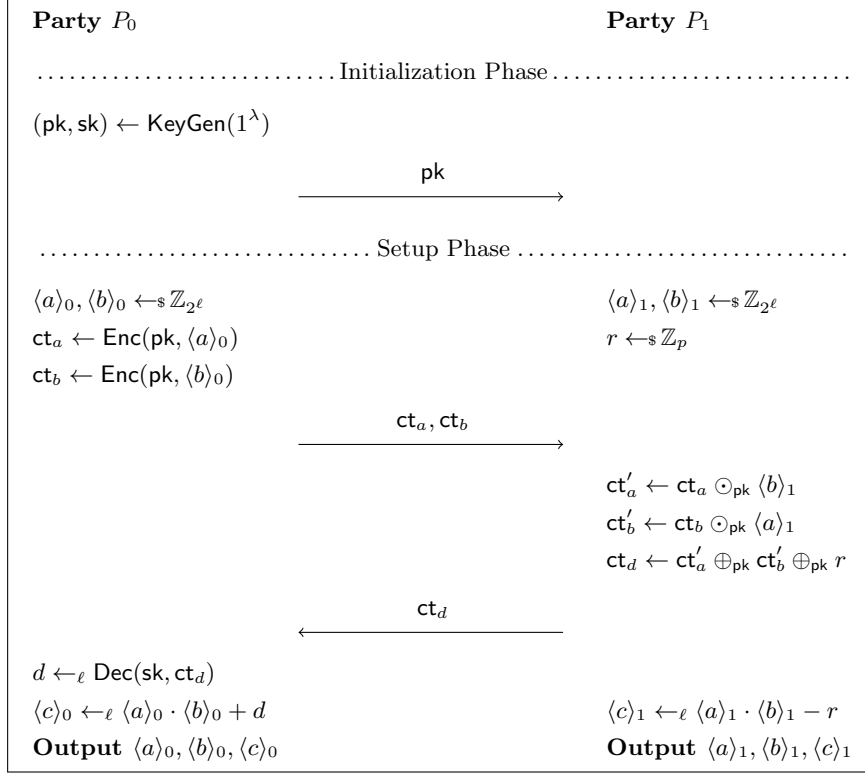 Party P₀ Party P₁
Initialization Phase
(pk, sk) ← KeyGen(1^λ)
pk
Setup Phase
⟨a⟩₀, ⟨b⟩₀ ←$ ℤ_{2^ℓ} ⟨a⟩₁, ⟨b⟩₁ ←$ ℤ_{2^ℓ}
ct_a ← Enc(pk, ⟨a⟩₀) r ←$ ℤ_p
ct_b ← Enc(pk, ⟨b⟩₀)
ct_a, ct_b
ct′_a ← ct_a ⊙_pk ⟨b⟩₁
ct′_b ← ct_b ⊙_pk ⟨a⟩₁
ct_d ← ct′_a ⊕_pk ct′_b ⊕_pk r
ct_d
d ←_ℓ Dec(sk, ct_d)
⟨c⟩₀ ←_ℓ ⟨a⟩₀ · ⟨b⟩₀ + d ⟨c⟩₁ ←_ℓ ⟨a⟩₁ · ⟨b⟩₁ − r
Output ⟨a⟩₀, ⟨b⟩₀, ⟨c⟩₀ Output ⟨a⟩₁, ⟨b⟩₁, ⟨c⟩₁